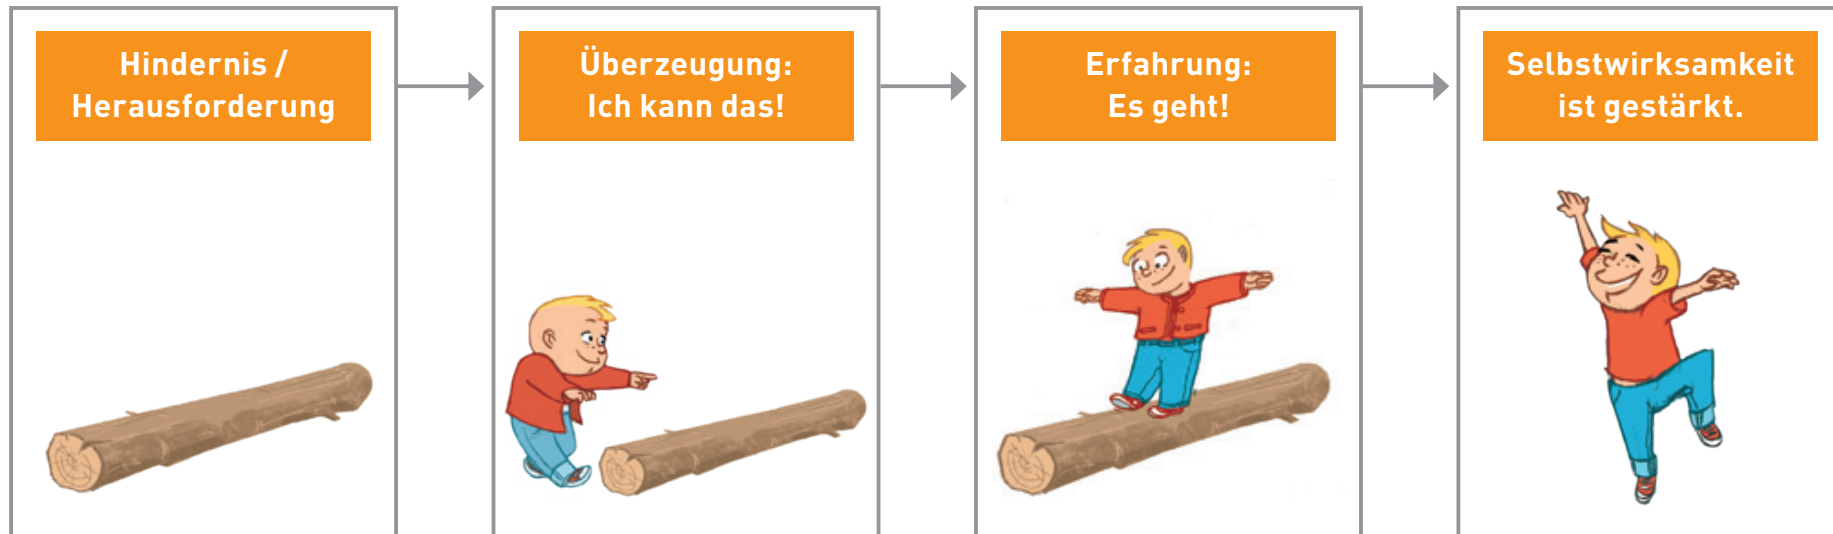 Hindernis /
Herausforderung
Überzeugung:
Ich kann das!
Erfahrung:
Es geht!
Selbstwirksamkeit
ist gestärkt.